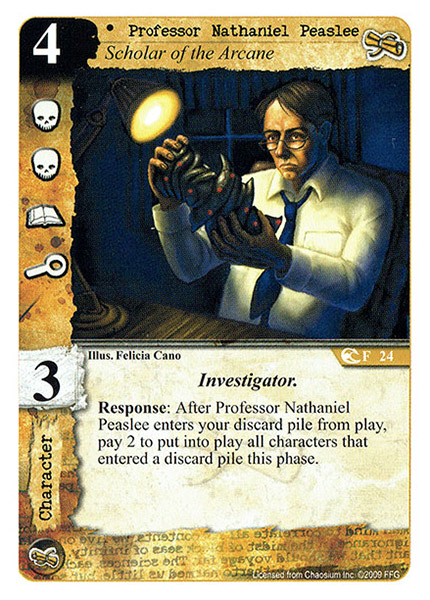 4
• Professor Nathaniel Peaslee
Scholar of the Arcane
Illus. Felicia Cano
F 24
3
Investigator.
Response: After Professor Nathaniel
Peaslee enters your discard pile from play,
pay 2 to put into play all characters that
entered a discard pile this phase.
Character
Licensed from Chaosium Inc. ©2009 FFG